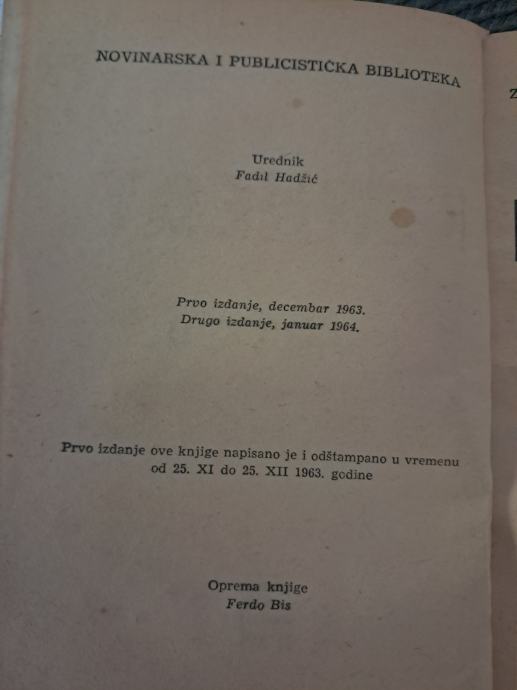 NOVINARSKA I PUBLICISTIČKA BIBLIOTEKA
Urednik
Fadil Hadžić
Prvo izdanje, decembar 1963.
Drugo izdanje, januar 1964.
Prvo izdanje ove knjige napisano je i odštampano u vremenu
od 25. XI do 25. XII 1963. godine
Oprema knjige
Ferdo Bis
Z